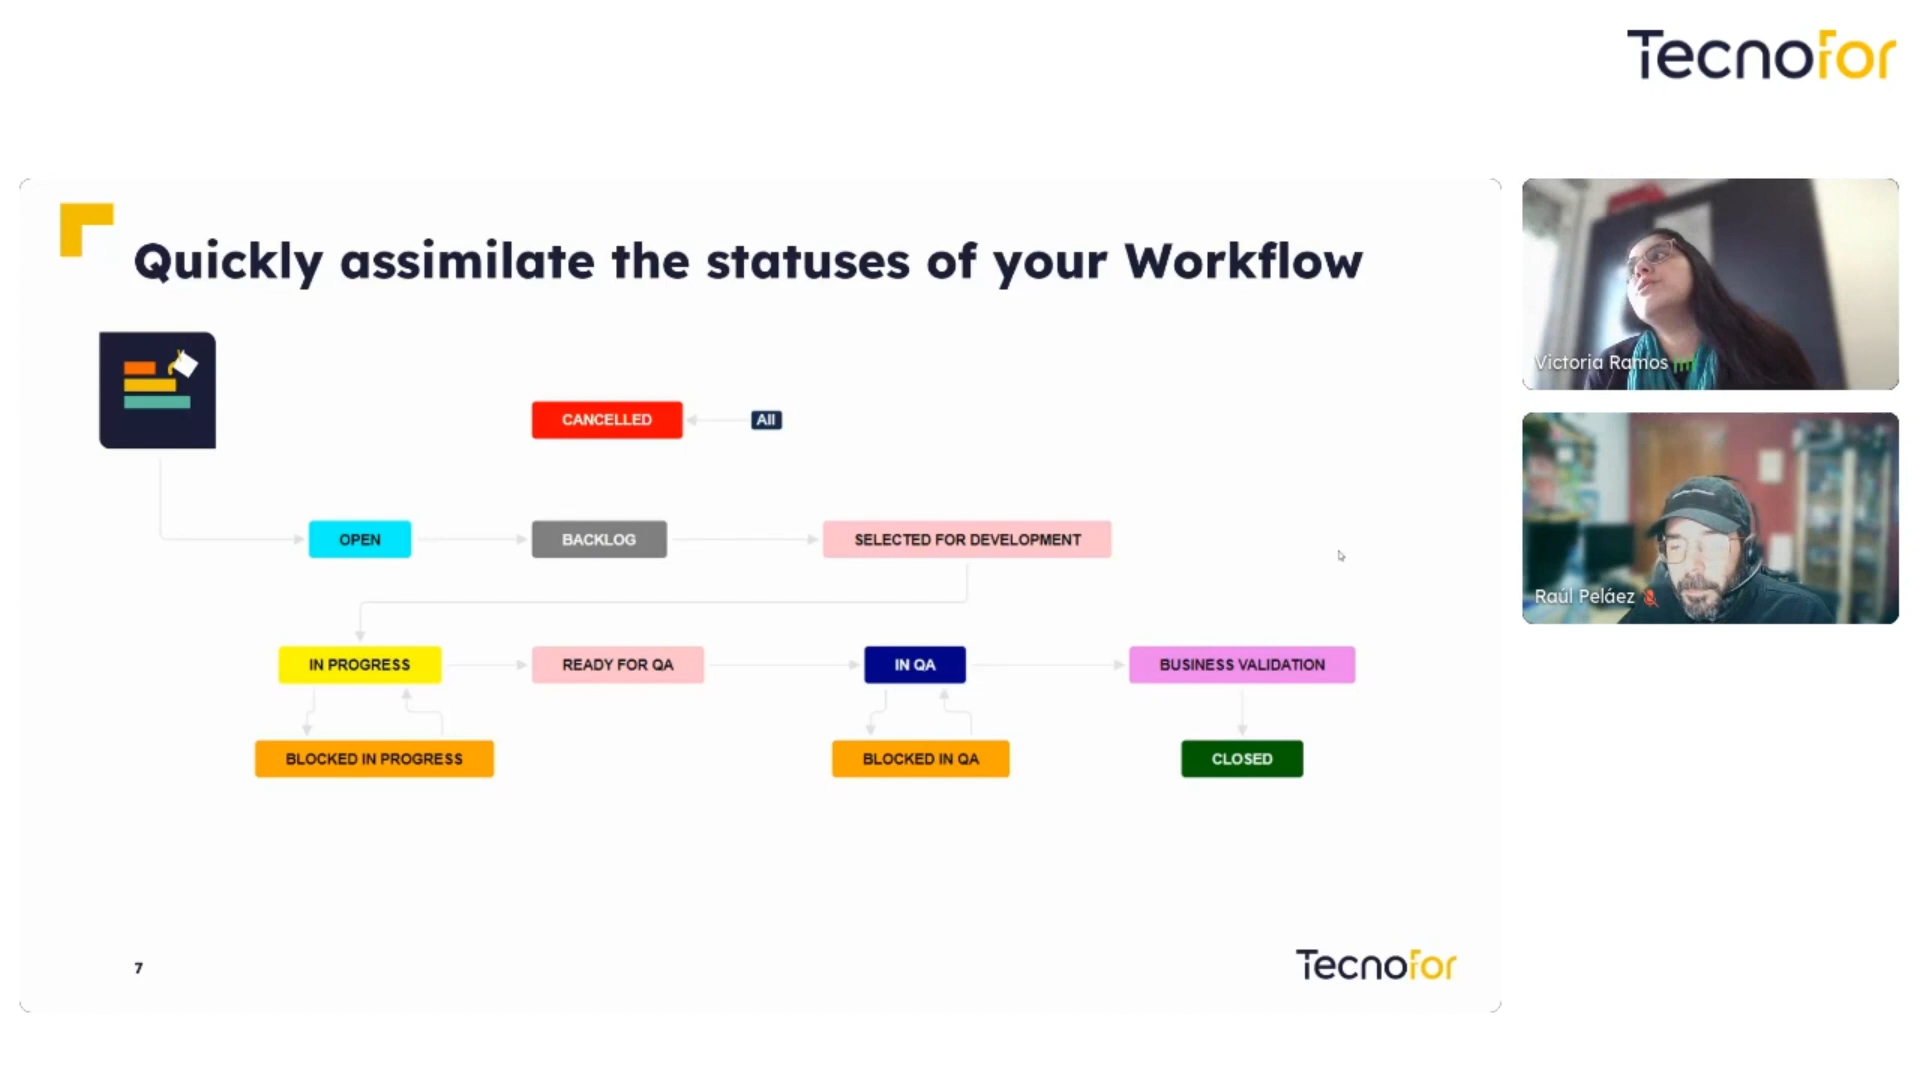 Tecnofor
Quickly assimilate the statuses of your Workflow
CANCELLED
All
OPEN
BACKLOG
SELECTED FOR DEVELOPMENT
IN PROGRESS
READY FOR QA
IN QA
BUSINESS VALIDATION
BLOCKED IN PROGRESS
BLOCKED IN QA
CLOSED
7
Tecnofor
Victoria Ramos
Raúl Peláez